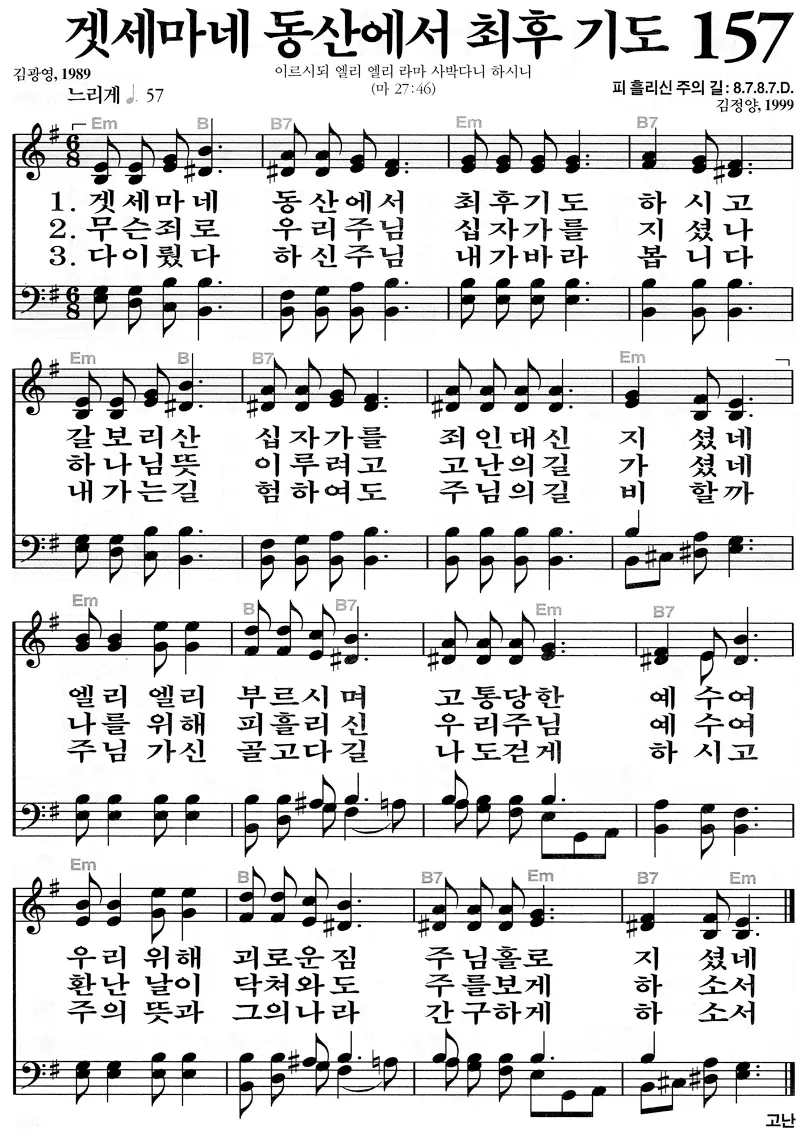 겟세마네 동산에서 최후 기도 157
김광영, 1989
이르시되 엘리 엘리 라마 사박다니 하시니
(마 27:46)
느리게 ♩. 57
피 흘리신 주의 길: 8.7.8.7.D.
김정양, 1999
Em B B7 Em B7
1. 겟세마네 동산에서 최후기도 하시고
2. 무슨죄로 우리주님 십자가를 지셨나
3. 다이뤘다 하신주님 내가바라 봅니다
Em B B7 Em
갈보리산 십자가를 죄인대신 지셨네
하나님뜻 이루려고 고난의길 가셨네
내가는길 험하여도 주님의길 비할까
Em B B7 Em B7
엘리 엘리 부르시며 고통당한 예수여
나를 위해 피흘리신 우리주님 예수여
주님 가신 골고다길 나도걷게 하시고
Em B B7 Em B7 Em
우리 위해 괴로운짐 주님홀로 지셨네
환난 날이 닥쳐와도 주를보게 하소서
주의 뜻과 그의나라 간구하게 하소서
고난